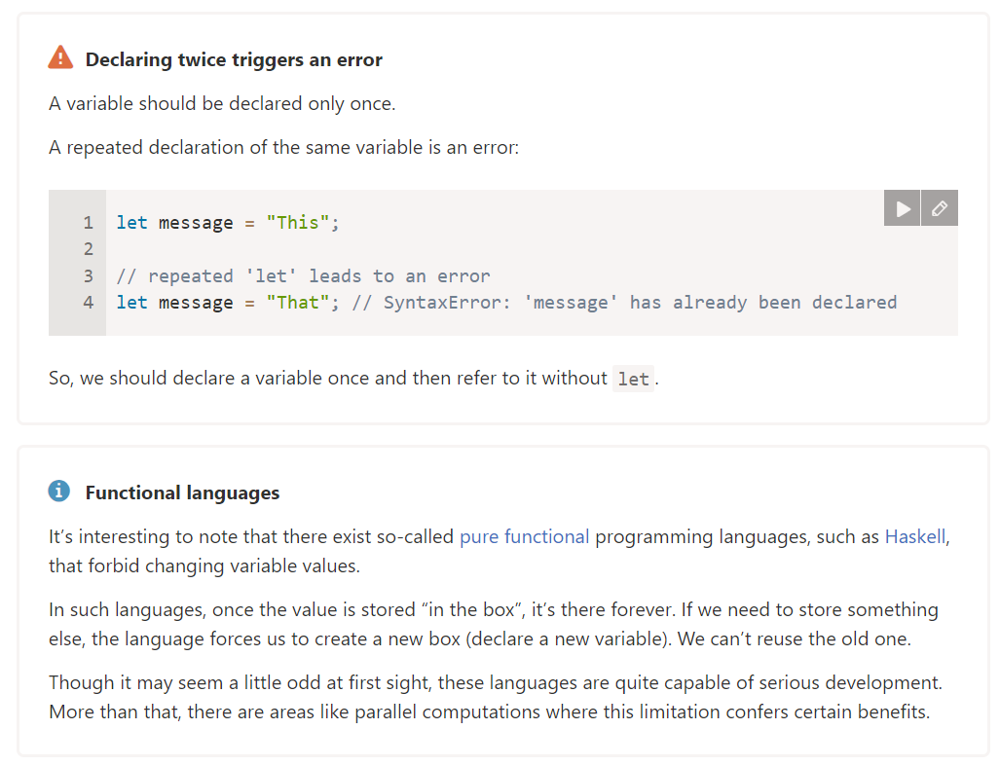 Declaring twice triggers an error
A variable should be declared only once.
A repeated declaration of the same variable is an error:
1 let message = "This";
2
3 // repeated 'let' leads to an error
4 let message = "That"; // SyntaxError: 'message' has already been declared
So, we should declare a variable once and then refer to it without let.
Functional languages
It’s interesting to note that there exist so-called pure functional programming languages, such as Haskell,
that forbid changing variable values.
In such languages, once the value is stored “in the box”, it’s there forever. If we need to store something
else, the language forces us to create a new box (declare a new variable). We can’t reuse the old one.
Though it may seem a little odd at first sight, these languages are quite capable of serious development.
More than that, there are areas like parallel computations where this limitation confers certain benefits.